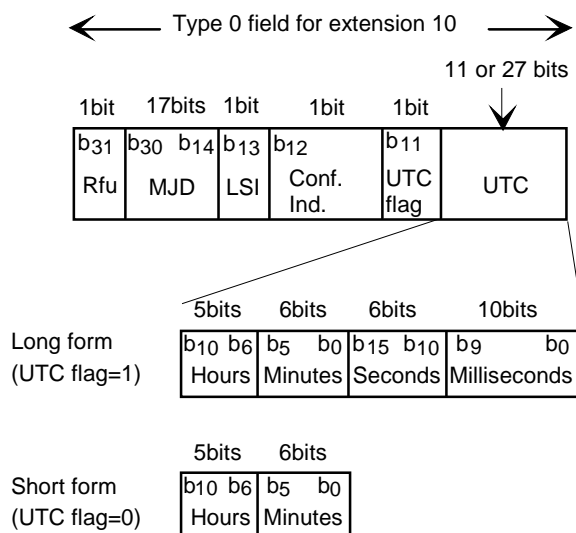 Type 0 field for extension 10
11 or 27 bits
1bit 17bits 1bit 1bit 1bit
b31 b30 b14 b13 b12 b11
Rfu MJD LSI Conf. Ind. UTC flag UTC
5bits 6bits 6bits 10bits
Long form
(UTC flag=1)
b10 b6 b5 b0 b15 b10 b9 b0
Hours Minutes Seconds Milliseconds
5bits 6bits
Short form
(UTC flag=0)
b10 b6 b5 b0
Hours Minutes